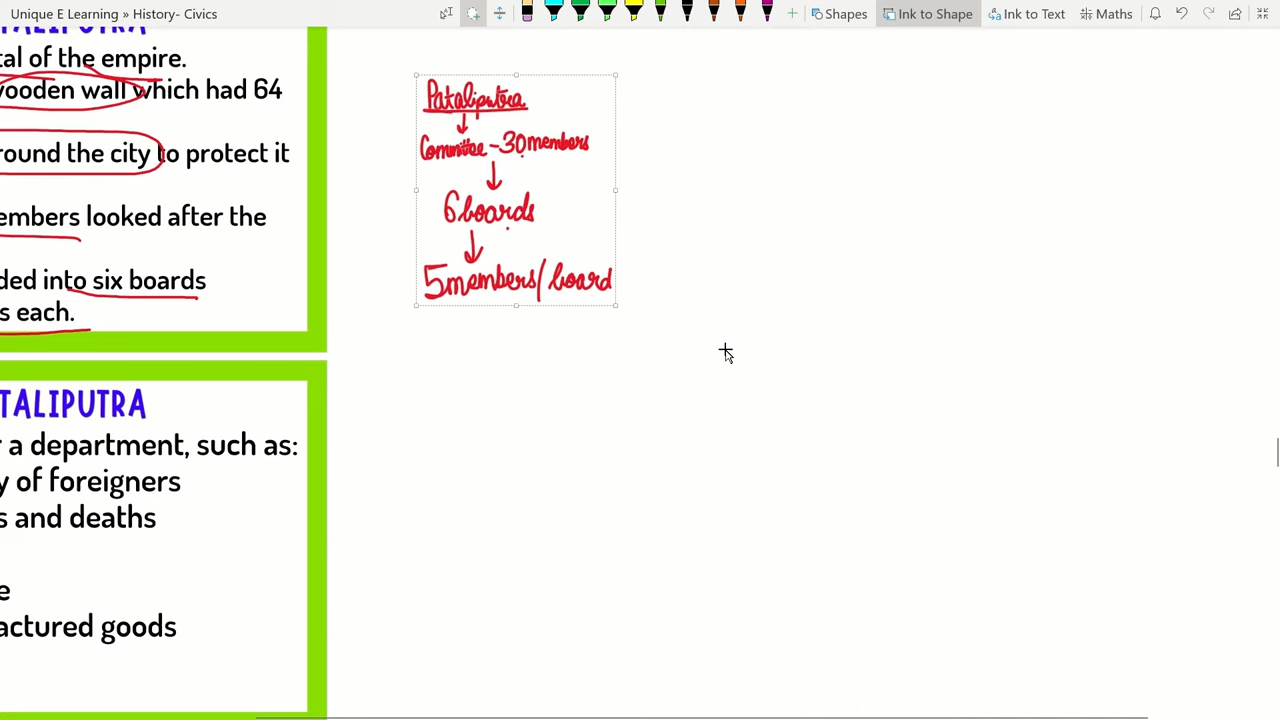 Unique E Learning » History- Civics
Shapes
Ink to Shape
Ink to Text
Maths
TALIPUTRA
tal of the empire.
wooden wall which had 64
round the city to protect it
embers looked after the
ded into six boards
s each.
TALIPUTRA
r a department, such as:
y of foreigners
s and deaths
e
actured goods
Pataliputra
↓
Committee - 30 members
↓
6 boards
↓
5 members/board